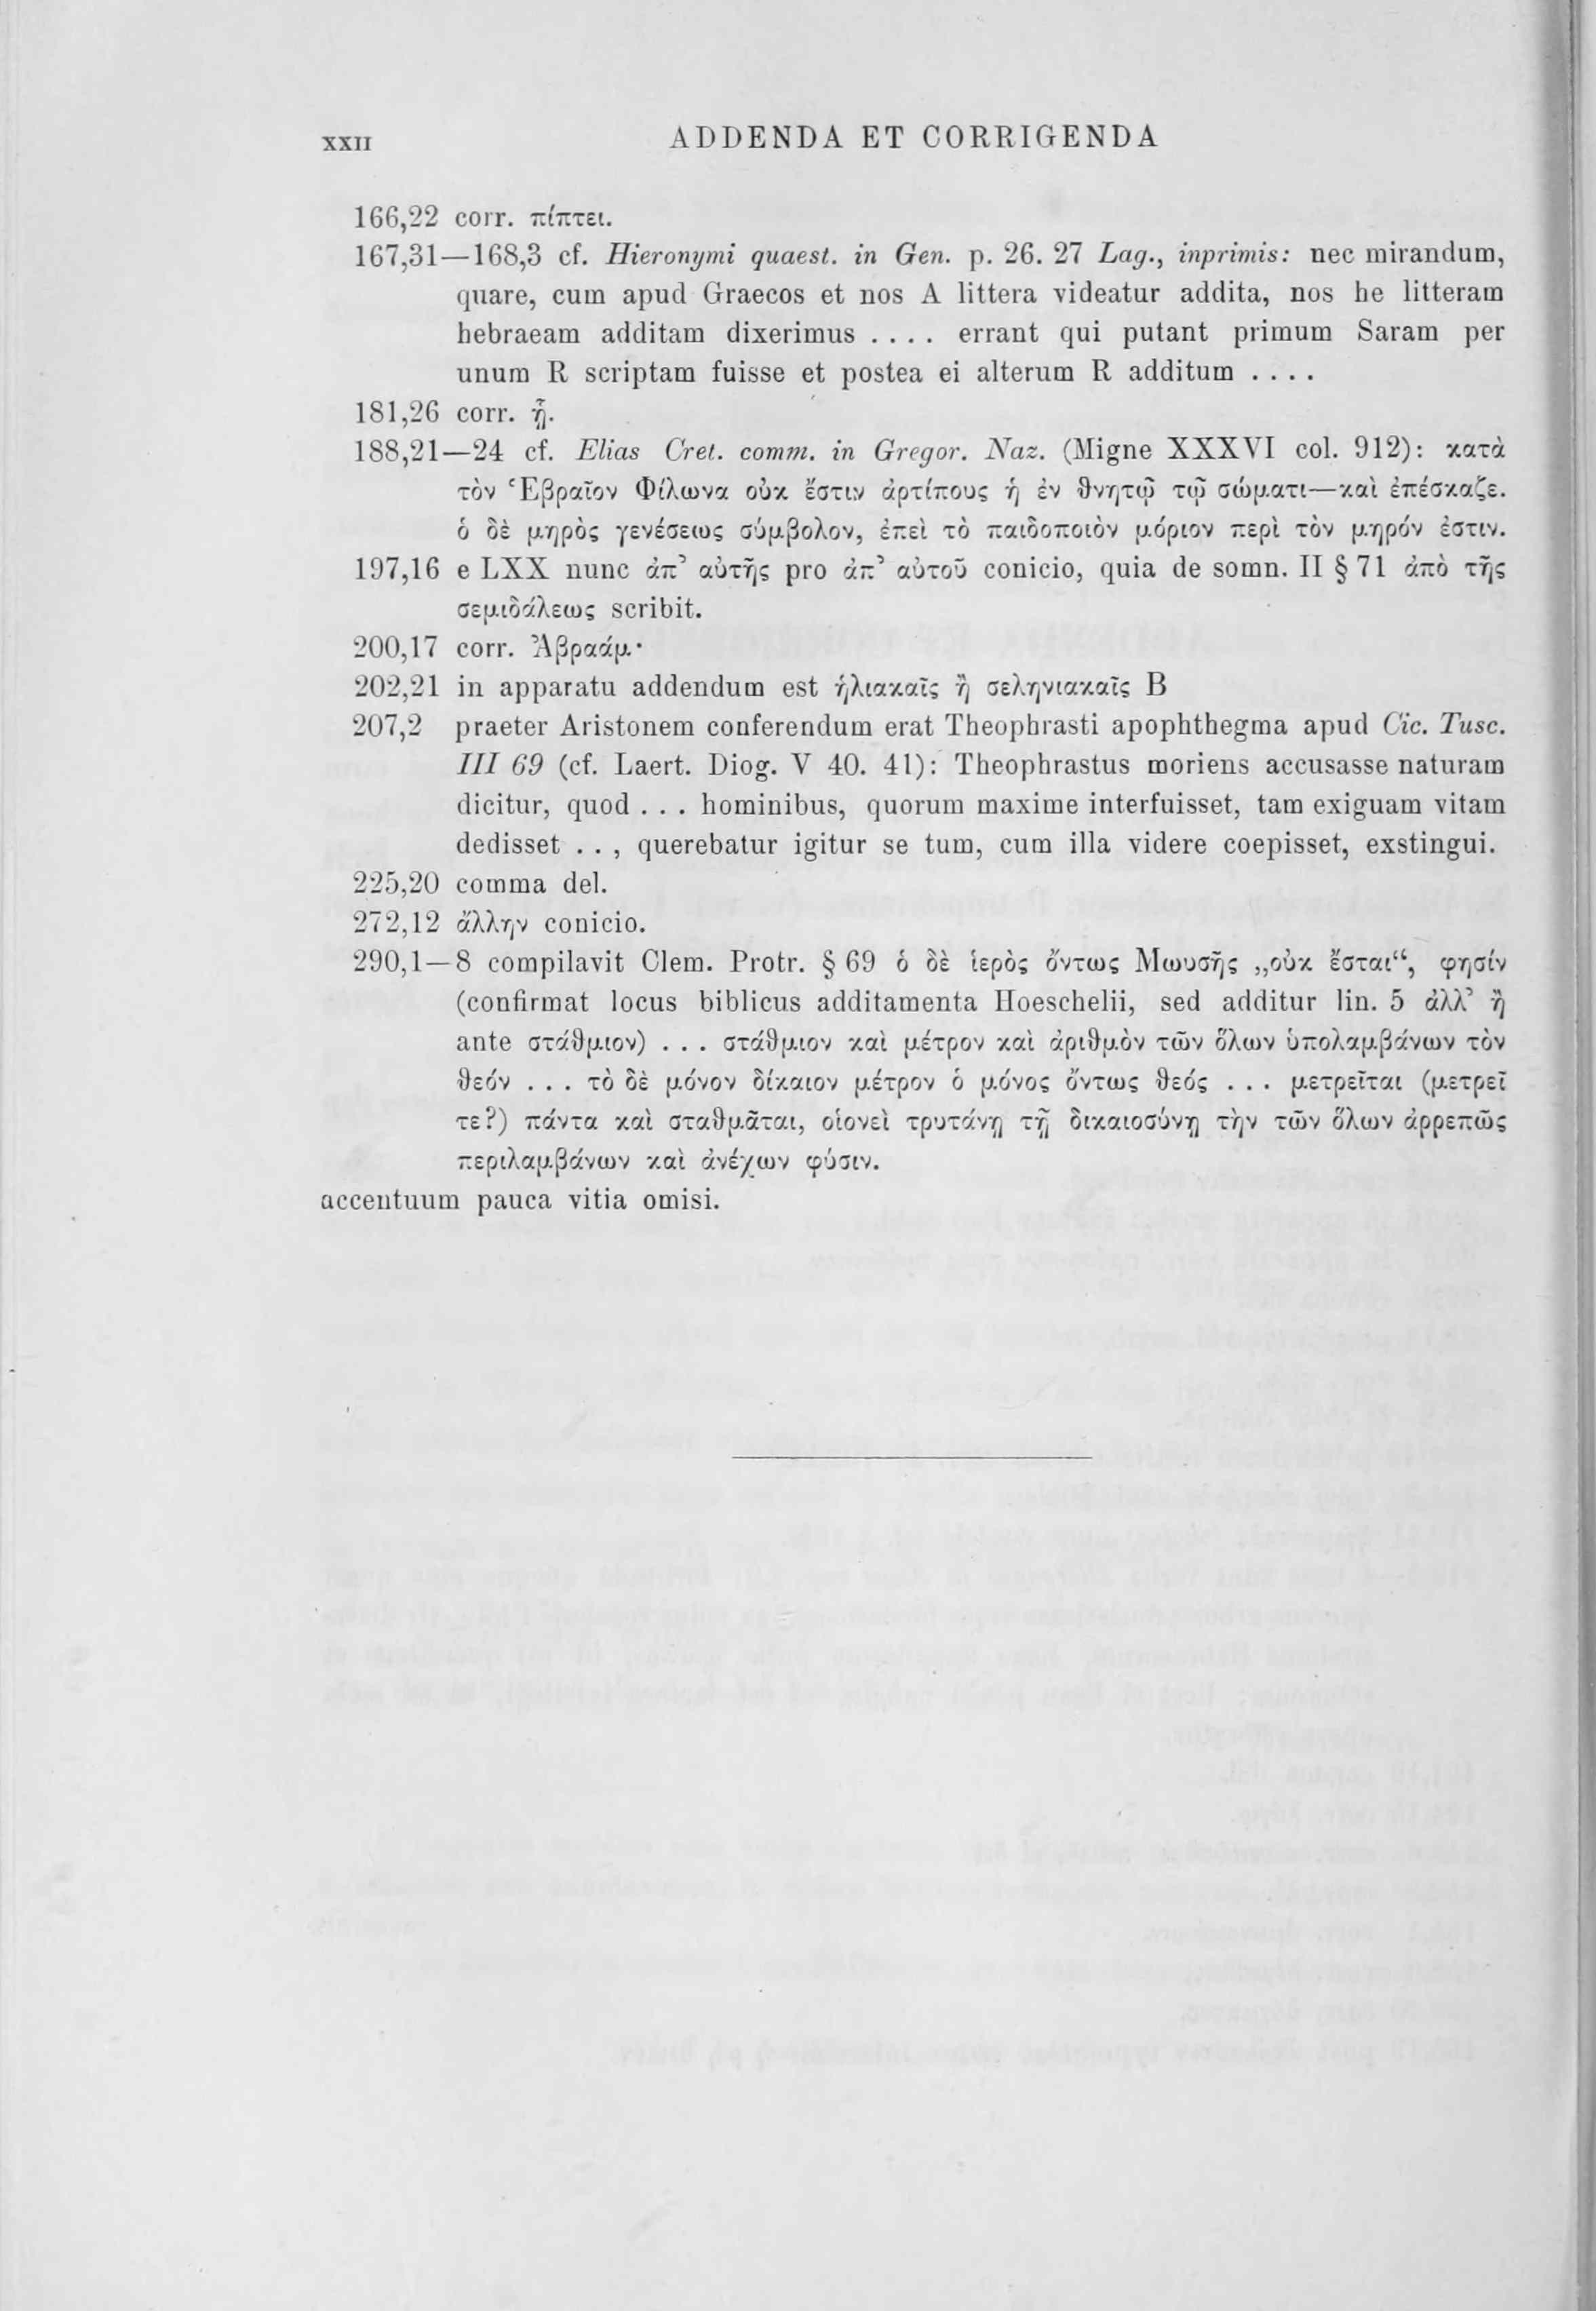 XXII ADDENDA ET CORRIGENDA
166,22 corr. πίπτει.
167,31—168,3 cf. Hieronymi quaest. in Gen. p. 26. 27 Lag., inprimis: nec mirandum,
quare, cum apud Graecos et nos A littera videatur addita, nos he litteram
hebraeam additam dixerimus .... errant qui putant primum Saram per
unum R scriptam fuisse et postea ei alterum R additum ....
181,26 corr. ᾖ.
188,21—24 cf. Elias Cret. comm. in Gregor. Naz. (Migne XXXVI col. 912): κατὰ
τὸν Ἑβραῖον Φίλωνα οὐκ ἔστιν ἀρτίπους ἡ ἐν θνητῷ τῷ σώματι—καὶ ἐπέσκαζε.
ὁ δὲ μηρὸς γενέσεως σύμβολον, ἐπεὶ τὸ παιδοποιὸν μόριον περὶ τὸν μηρόν ἐστιν.
197,16 e LXX nunc ἀπ’ αὐτῆς pro ἀπ’ αὐτοῦ conicio, quia de somn. II § 71 ἀπὸ τῆς
σεμιδάλεως scribit.
200,17 corr. Ἀβραάμ·
202,21 in apparatu addendum est ἡλιακαῖς ἢ σεληνιακαῖς B
207,2 praeter Aristonem conferendum erat Theophrasti apophthegma apud Cic. Tusc.
III 69 (cf. Laert. Diog. V 40. 41): Theophrastus moriens accusasse naturam
dicitur, quod ... hominibus, quorum maxime interfuisset, tam exiguam vitam
dedisset .., querebatur igitur se tum, cum illa videre coepisset, exstingui.
225,20 comma del.
272,12 ἄλλην conicio.
290,1—8 compilavit Clem. Protr. § 69 ὁ δὲ ἱερὸς ὄντως Μωυσῆς „οὐκ ἔσται“, φησίν
(confirmat locus biblicus additamenta Hoeschelii, sed additur lin. 5 ἀλλ’ ἢ
ante στάθμιον) ... στάθμιον καὶ μέτρον καὶ ἀριθμὸν τῶν ὅλων ὑπολαμβάνων τὸν
θεόν ... τὸ δὲ μόνον δίκαιον μέτρον ὁ μόνος ὄντως θεός ... μετρεῖται (μετρεῖ
τε?) πάντα καὶ σταθμᾶται, οἱονεὶ τρυτάνῃ τῇ δικαιοσύνῃ τὴν τῶν ὅλων ἀρρεπῶς
περιλαμβάνων καὶ ἀνέχων φύσιν.
accentuum pauca vitia omisi.